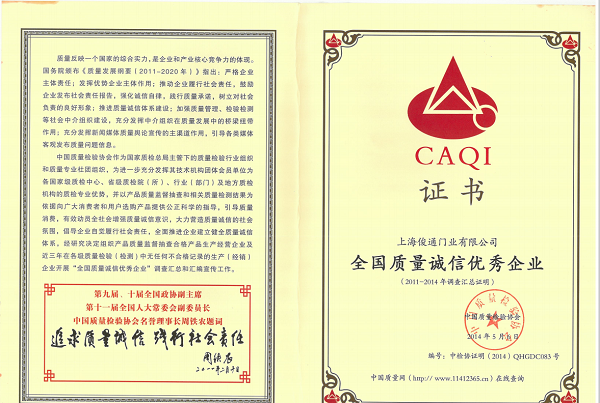 质量反映一个国家的综合实力,是企业和产业核心竞争力的体现。
国务院颁布《质量发展纲要(2011-2020年)》指出:严格企业
主体责任;发挥优势企业主体作用;推动企业履行社会责任,鼓励
企业发布社会责任报告,强化诚信自律,践行质量承诺,树立对社会
负责的良好形象;推进质量诚信体系建设;加强质量管理、检验检测
等社会中介组织建设,充分发挥中介组织在质量发展中的桥梁纽带
作用;充分发挥新闻媒体质量舆论宣传的主渠道作用,引导各类媒体
客观发布质量问题信息。
中国质量检验协会作为国家质检总局主管下的质量检验行业组织
和质量专业社团组织,为进一步充分发挥其技术机构团体会员单位为
各国家级质检中心、省级质检院(所)、行业(部门)及地方质检
机构的质检专业优势,并以产品质量监督抽查和相关质量检测结果为
依据向广大消费者和用户选购产品提供公正科学的指导,引导质量
消费,有效动员全社会增强质量诚信意识,大力营造质量诚信的社会氛
围,倡导企业自觉履行社会责任,全面推进企业建立健全质量诚信
体系,经研究决定组织产品质量监督抽查合格产品生产经营企业及
近三年在各级质量行(检验)中无任何不合格记录的生产(经销)
企业开展“全国质量诚信优秀企业”调查汇总和汇编宣传工作。
第九届、十届全国政协副主席
第十一届全国人大常委会副委员长
中国质量检验协会名誉理事长周铁农题词
追求质量诚信 践行社会责任
周铁农
CAQI
证书
上海俊通门业有限公司
全国质量诚信优秀企业
(2011-2014年调查汇总证明)
中国质量检验协会
2014年5月
编号:中检协证明(2014)QHGDC083号
中国质量网(http://www.11412365.cn)在线查询